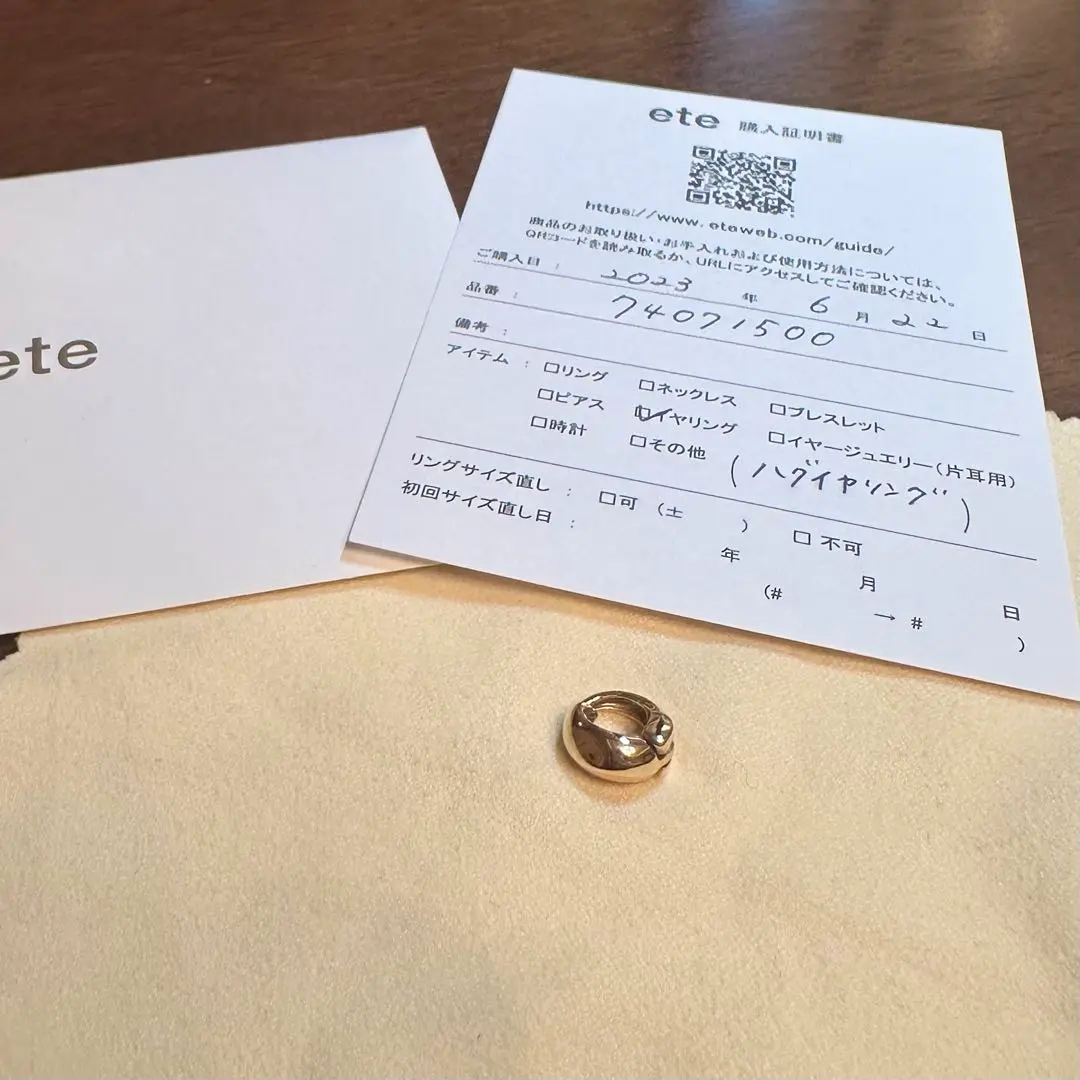 ete
ete 購入証明書
https://www.eteweb.com/guide/
商品のお取り扱い・お手入れおよび使用方法については、
QRコードを読み取るか、URLにアクセスしてご確認ください。
ご購入日 : 2023 年 6 月 22 日
品番 : 74071500
備考 :
アイテム : □リング □ネックレス □ブレスレット
□ピアス ☑イヤリング □イヤージュエリー(片耳用)
□時計 □その他 (ハグイヤリング)
リングサイズ直し : □可 (± ) □ 不可
初回サイズ直し日 : 年 月 日
(# → # )